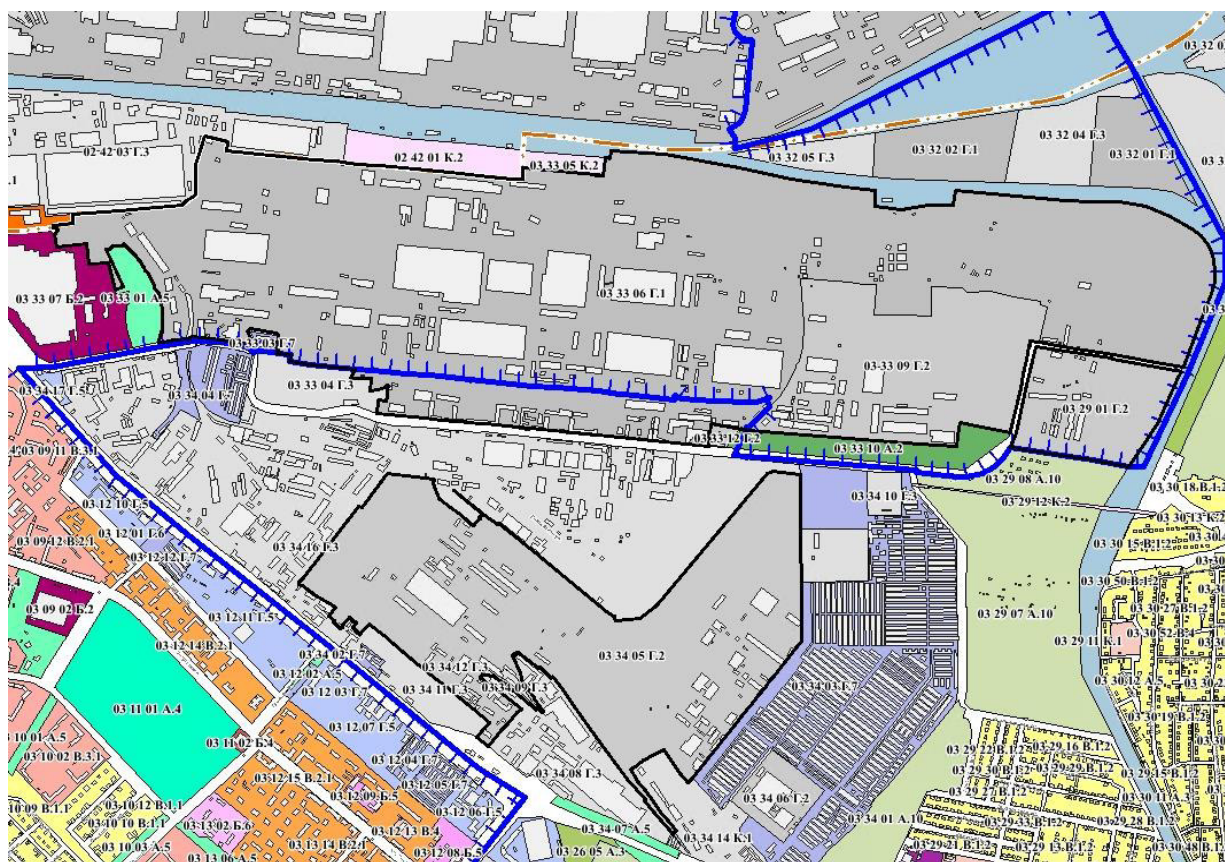 03 32 02 Г.1
03 32 04 Г.3
03 32 01 Г.1
03 32 05 Г.3
02 42 03 Г.3
02 42 01 К.2
03 33 05 К.2
03 33 07 Б.2
03 33 01 А.5
03 33 06 Г.1
03 33 03 Г.7
03 33 04 Г.3
03 33 09 Г.2
03 29 01 Г.2
03 34 17 Г.5
03 34 04 Г.7
03 33 12 Г.2
03 33 10 А.2
03 09 11 В.3.1
03 29 08 А.10
03 29 12 К.2
03 30 18 В.1.2
03 34 10 Г.3
03 12 10 Г.5
03 30 13 К.2
03 12 01 Г.6
03 09 12 В.2.1
03 12 12 Г.7
03 34 16 Г.3
03 30 15 В.1.2
03 09 02 Б.2
03 30 50 В.1.2
03 30 27 В.1.2
03 29 07 А.10
03 12 11 Г.5
03 30 52 В.4
03 29 11 К.1
03 12 14 В.2.1
03 34 02 Г.7
03 34 05 Г.2
03 12 02 А.5
03 34 12 Г.3
03 30 12 А.5
03 12 03 Г.7
03 34 11 Г.3
03 34 09 Г.3
03 34 03 Г.7
03 11 01 А.4
03 12 07 Г.5
03 30 19 В.1.2
03 10 01 А.5
03 11 02 Б.4
03 29 22 В.1.2
03 29 16 В.1.2
03 10 02 В.3.1
03 12 04 Г.7
03 34 08 Г.3
03 29 30 В.1.2
03 29 29 В.1.2
03 29 15 В.1.2
03 12 15 В.2.1
03 12 05 Г.7
03 12 09 Б.5
03 29 27 В.1.2
03 34 06 Г.2
03 30 11 А.3
03 10 12 В.1.1
03 12 06 Г.5
03 34 01 А.10
03 29 33 В.1.2
03 29 28 В.1.2
03 10 10 В.1.1
03 13 02 Б.6
03 12 13 В.4
03 34 07 А.5
03 34 14 К.1
03 10 03 А.5
03 13 14 В.2.1
03 12 08 Б.5
03 26 05 А.3
03 29 21 В.1.2
03 29 13 В.1.2
03 30 48 В.1.2
03 13 06 А.5